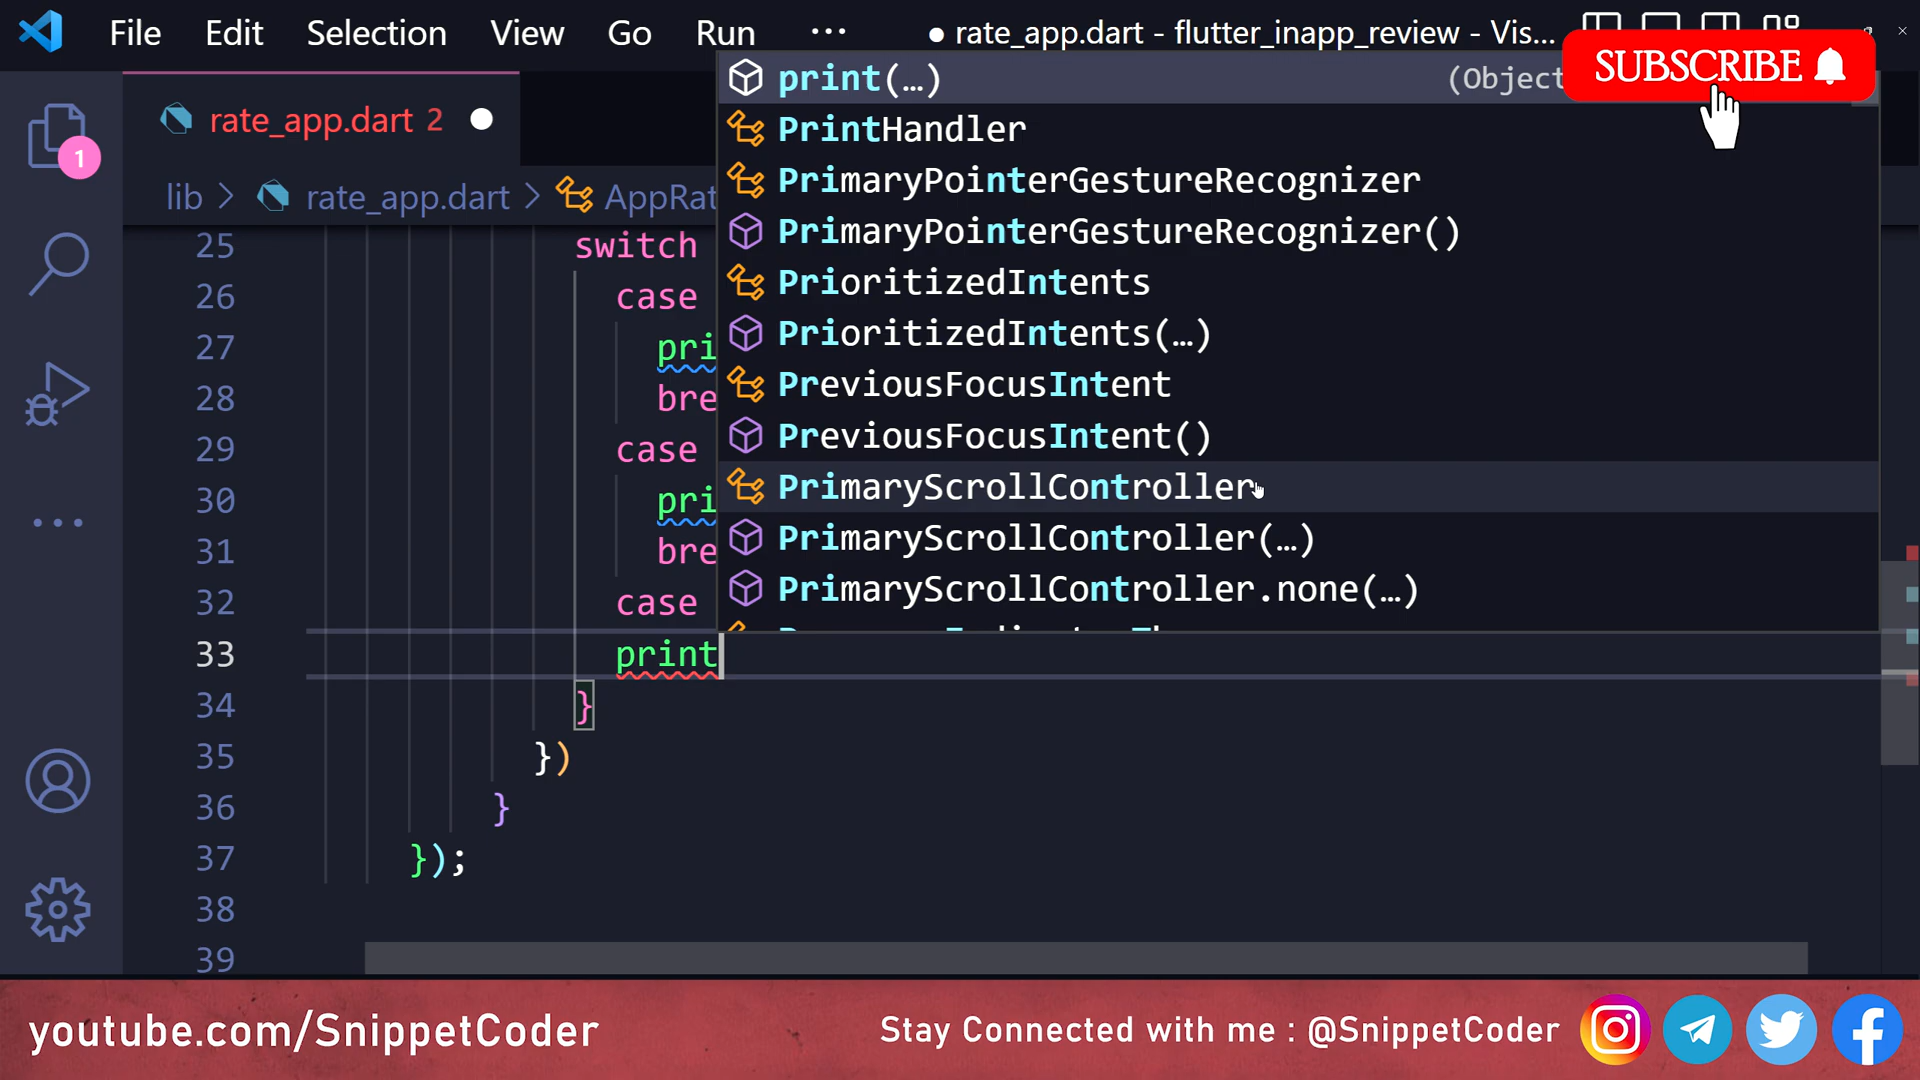 File Edit Selection View Go Run ··· ● rate_app.dart - flutter_inapp_review - Vis...
SUBSCRIBE
rate_app.dart 2
1
lib > rate_app.dart > AppRat
print(…) (Object
PrintHandler
PrimaryPointerGestureRecognizer
PrimaryPointerGestureRecognizer()
PrioritizedIntents
PrioritizedIntents(…)
PreviousFocusIntent
PreviousFocusIntent()
PrimaryScrollController
PrimaryScrollController(…)
PrimaryScrollController.none(…)
25 switch
26 case
27 pri
28 bre
29 case
30 pri
31 bre
32 case
33 print
34 }
35 })
36 }
37 });
38
39
youtube.com/SnippetCoder
Stay Connected with me : @SnippetCoder